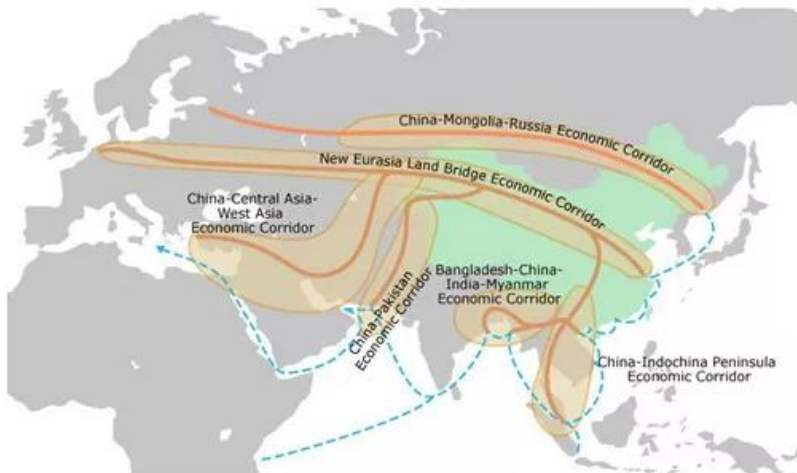 China-Mongolia-Russia Economic Corridor
New Eurasia Land Bridge Economic Corridor
China-Central Asia-
West Asia
Economic Corridor
China-Pakistan
Economic Corridor
Bangladesh-China-
India-Myanmar
Economic Corridor
China-Indochina Peninsula
Economic Corridor